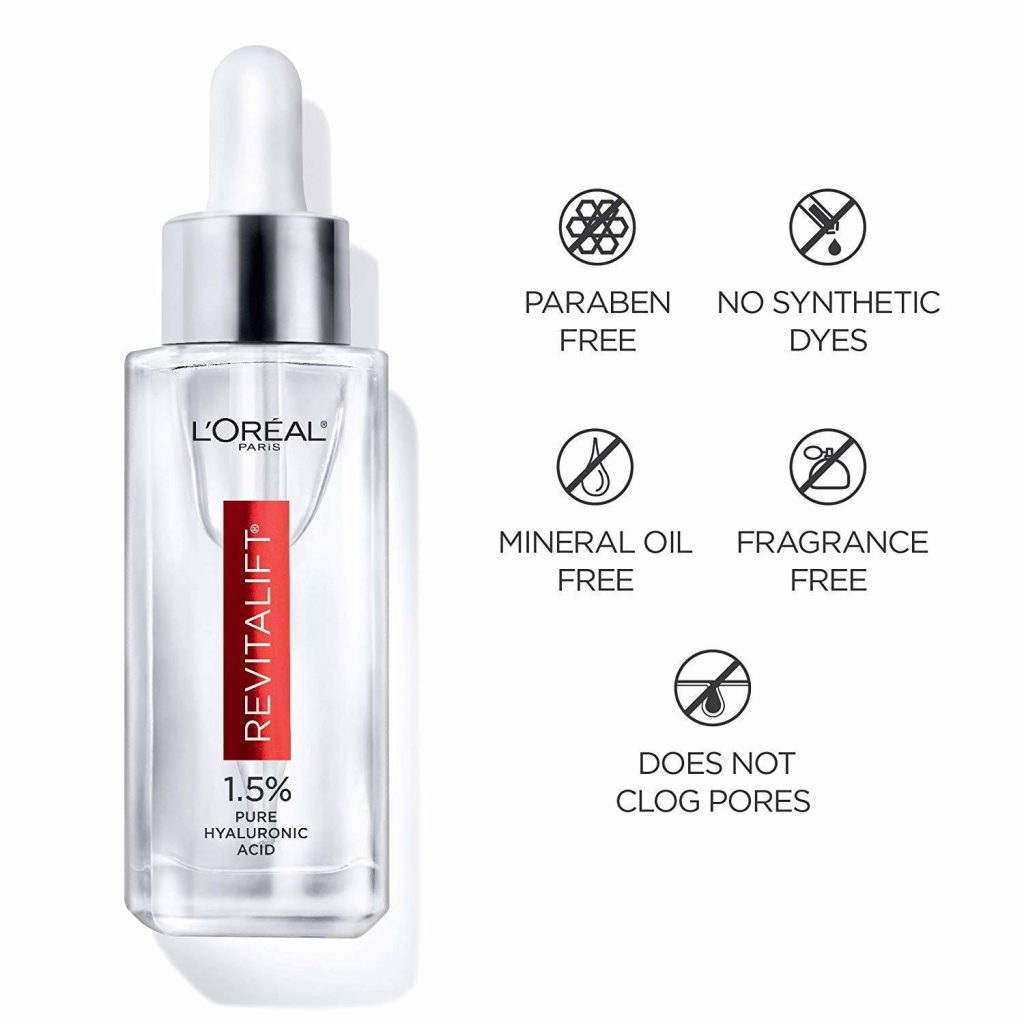 L'ORÉAL®
PARIS
REVITALIFT®
1.5%
PURE
HYALURONIC
ACID
PARABEN
FREE
NO SYNTHETIC
DYES
MINERAL OIL
FREE
FRAGRANCE
FREE
DOES NOT
CLOG PORES